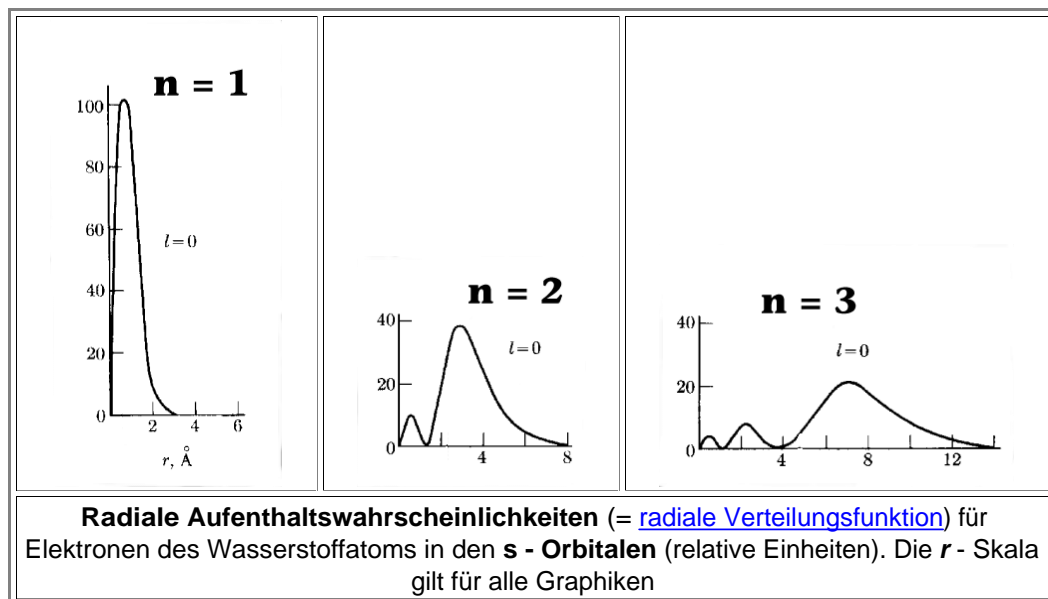 n = 1
100
80
60
40
20
0
l=0
2 4 6
r, Å
n = 2
40
20
0
l=0
4 8
n = 3
40
20
0
l=0
4 8 12
Radiale Aufenthaltswahrscheinlichkeiten (= radiale Verteilungsfunktion) für
Elektronen des Wasserstoffatoms in den s - Orbitalen (relative Einheiten). Die r - Skala
gilt für alle Graphiken